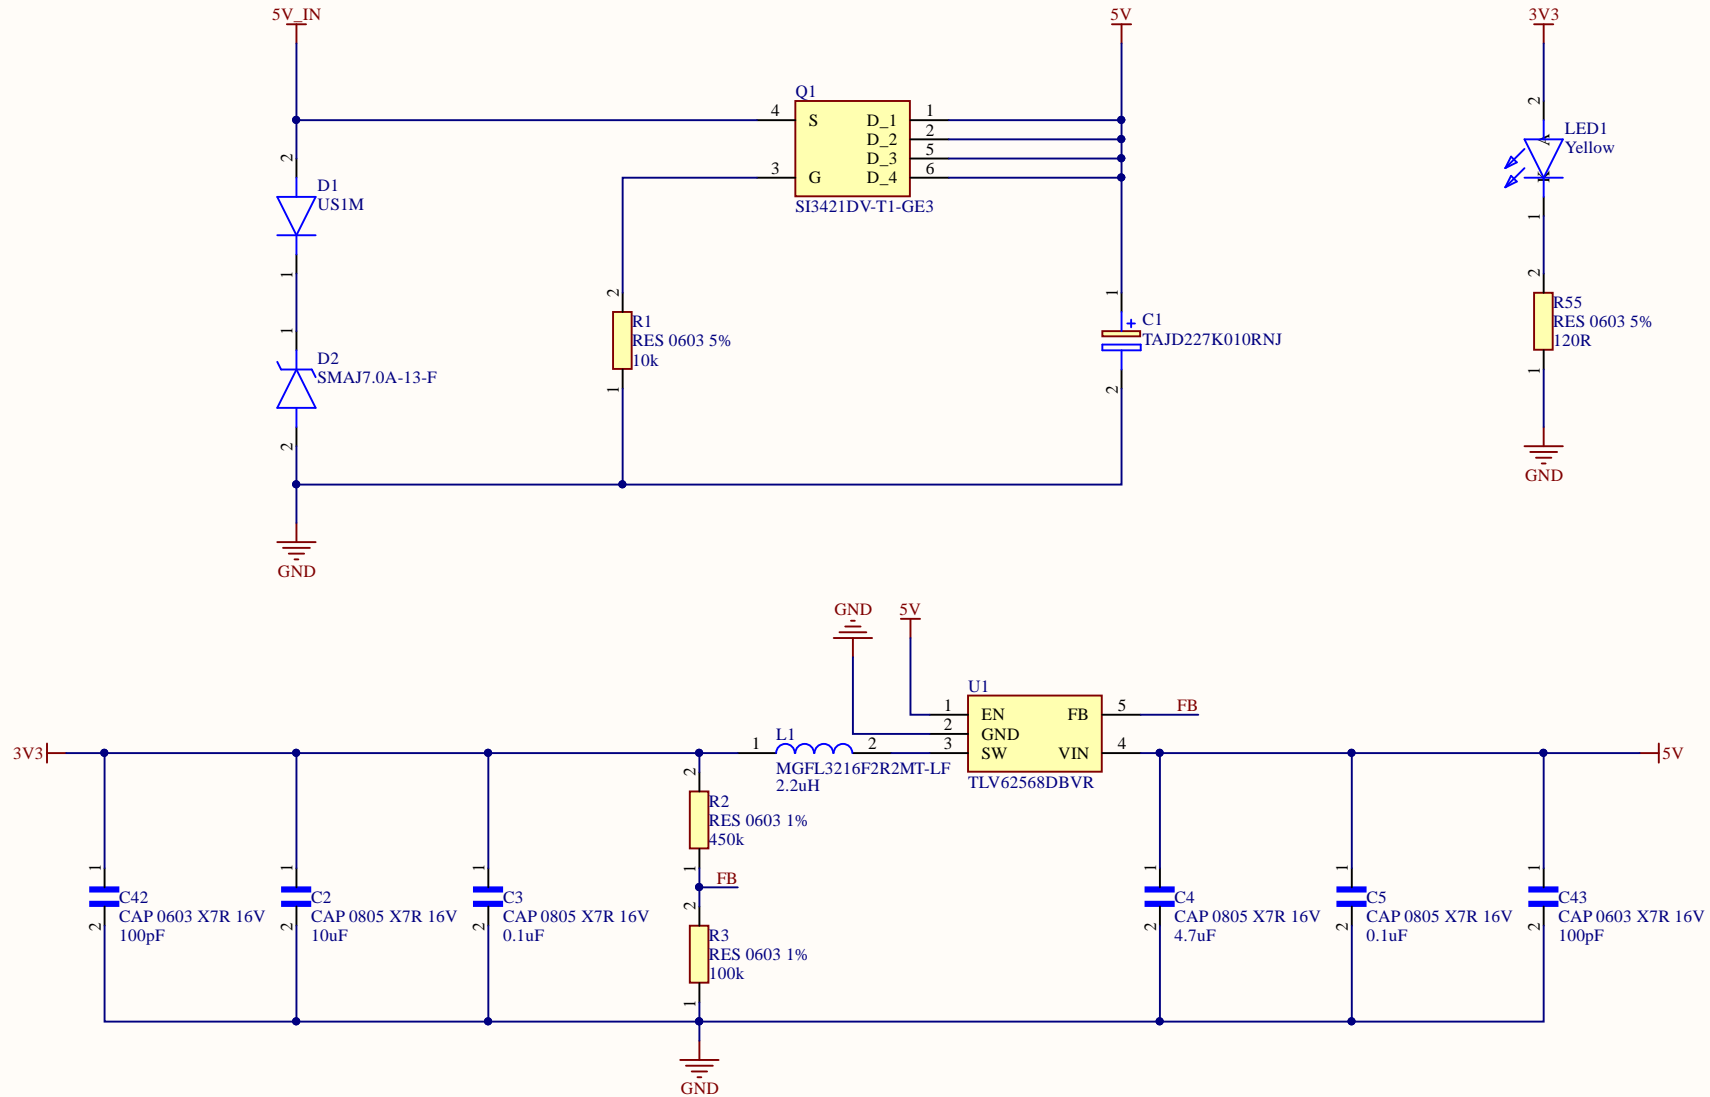 5V_IN
5V
3V3
Q1
4
S
D_1
1
D_2
2
D_3
5
3
G
D_4
6
SI3421DV-T1-GE3
2
D1
US1M
1
1
D2
SMAJ7.0A-13-F
2
GND
2
R1
RES 0603 5%
10k
1
1
+
C1
TAJD227K010RNJ
2
2
A
LED1
Yellow
K
1
2
R55
RES 0603 5%
120R
1
GND
GND
5V
U1
1
EN
FB
5
FB
2
GND
3
SW
VIN
4
TLV62568DBVR
3V3
1
L1
2
MGFL3216F2R2MT-LF
2.2uH
5V
2
R2
RES 0603 1%
450k
1
FB
2
R3
RES 0603 1%
100k
1
GND
1
C42
CAP 0603 X7R 16V
2
100pF
1
C2
CAP 0805 X7R 16V
2
10uF
1
C3
CAP 0805 X7R 16V
2
0.1uF
1
C4
CAP 0805 X7R 16V
2
4.7uF
1
C5
CAP 0805 X7R 16V
2
0.1uF
1
C43
CAP 0603 X7R 16V
2
100pF